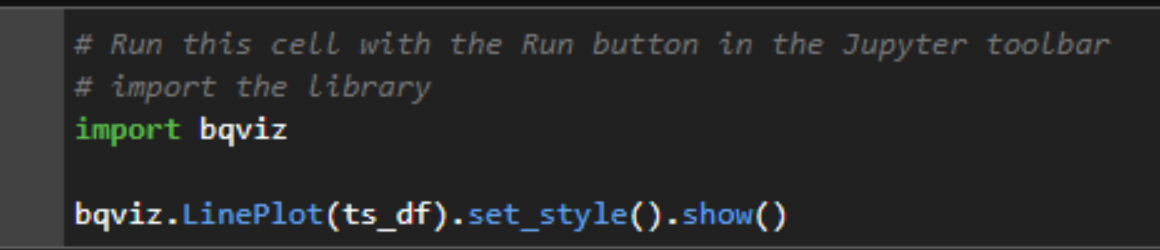 # Run this cell with the Run button in the Jupyter toolbar
# import the library
import bqviz
bqviz.LinePlot(ts_df).set_style().show()